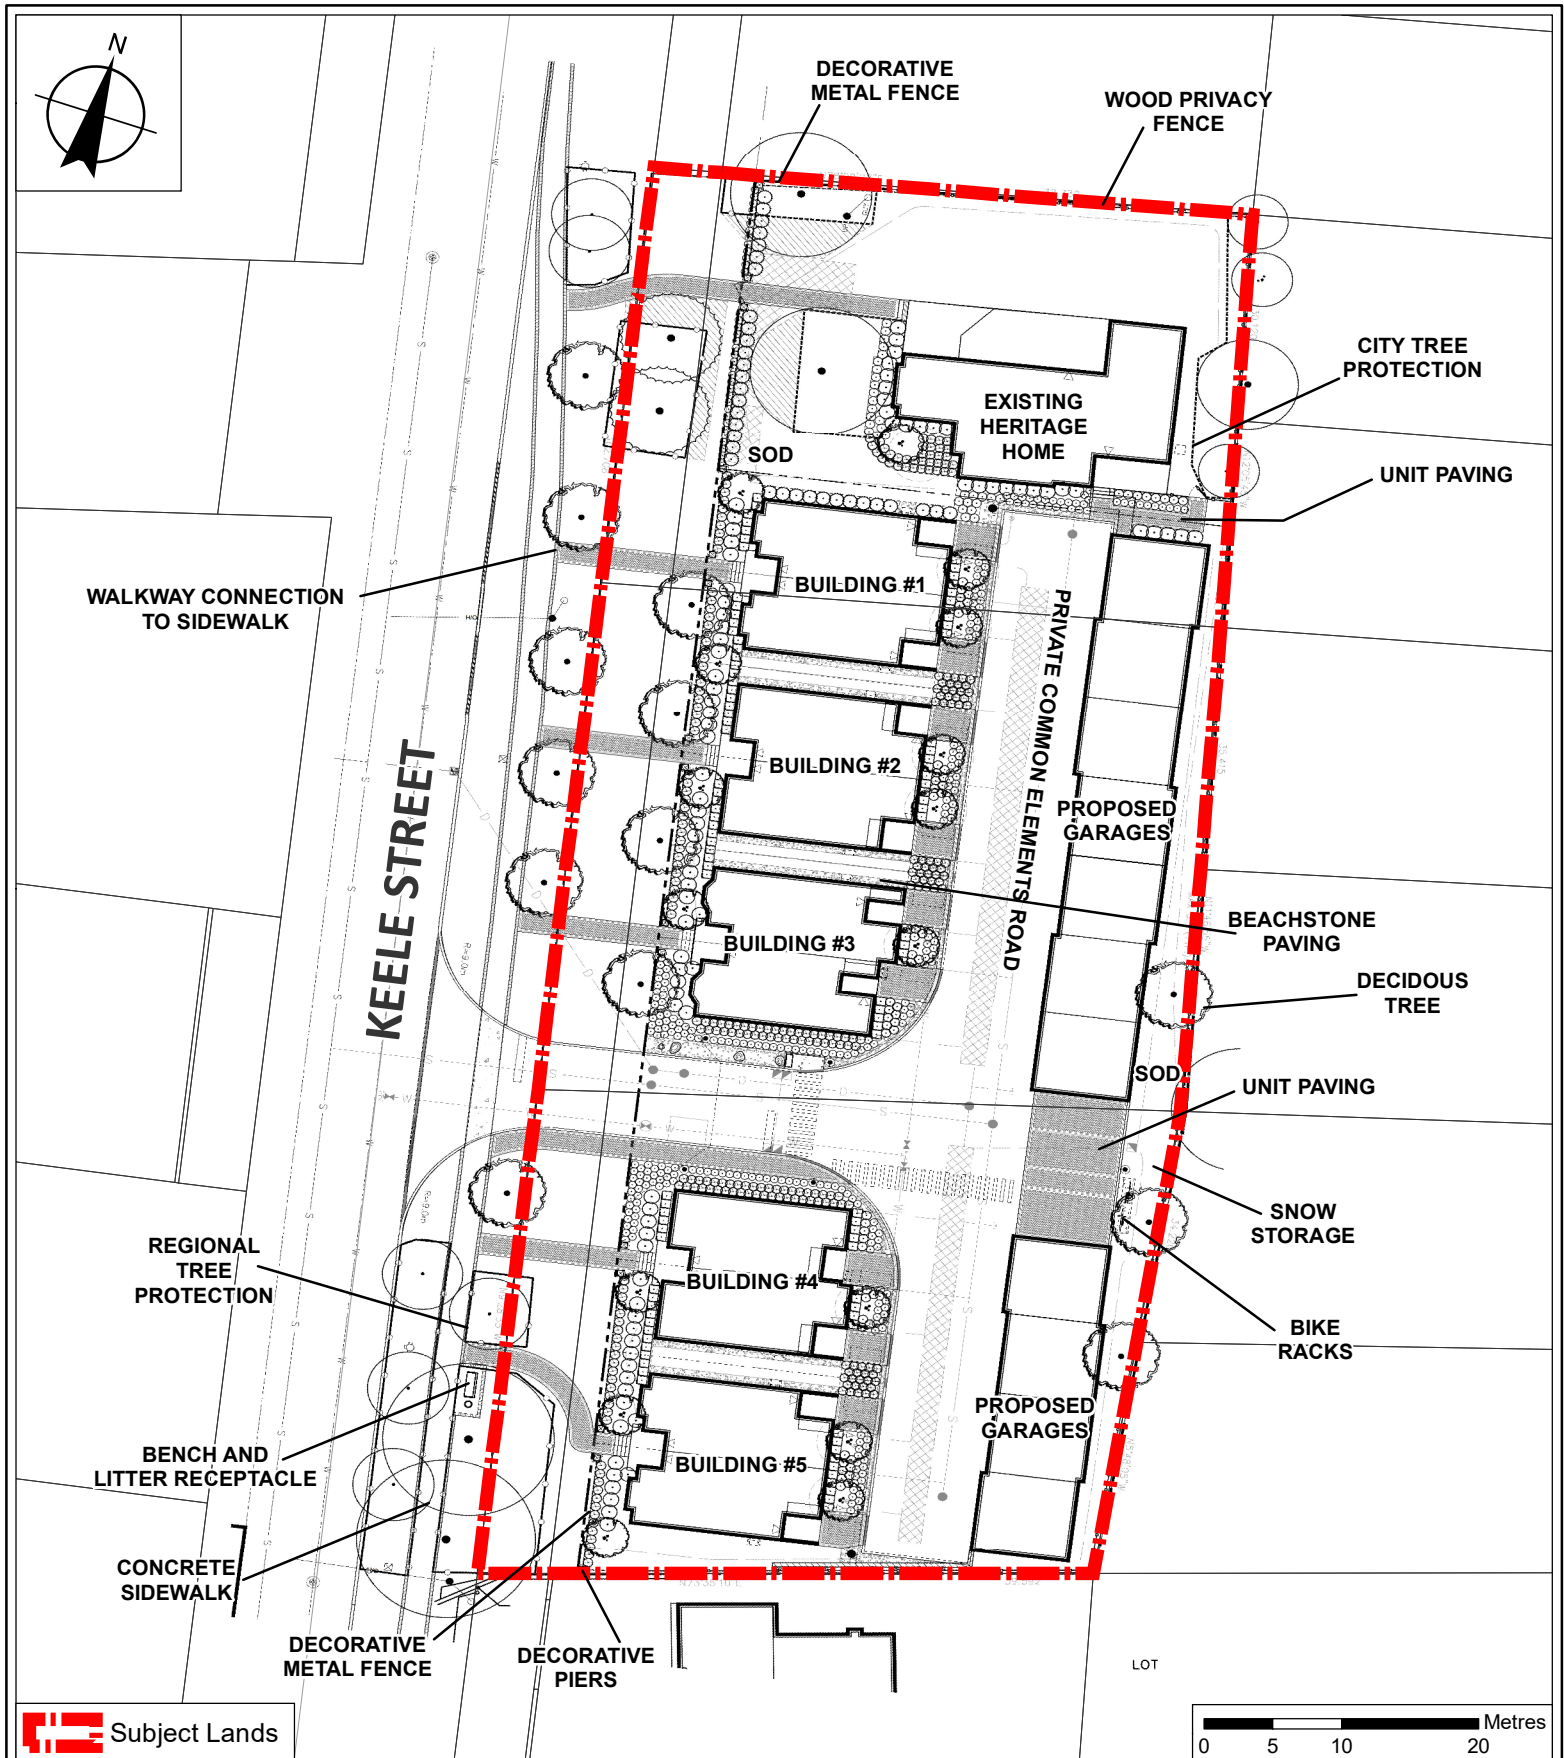 N
DECORATIVE
METAL FENCE
WOOD PRIVACY
FENCE
CITY TREE
PROTECTION
EXISTING
HERITAGE
HOME
SOD
UNIT PAVING
WALKWAY CONNECTION
TO SIDEWALK
BUILDING #1
PRIVATE COMMON ELEMENTS ROAD
BUILDING #2
PROPOSED
GARAGES
KEELE STREET
BEACHSTONE
PAVING
BUILDING #3
DECIDOUS
TREE
SOD
UNIT PAVING
SNOW
STORAGE
REGIONAL
TREE
PROTECTION
BUILDING #4
BIKE
RACKS
PROPOSED
GARAGES
BENCH AND
LITTER RECEPTACLE
BUILDING #5
CONCRETE
SIDEWALK
DECORATIVE
METAL FENCE
DECORATIVE
PIERS
LOT
Subject Lands
Metres
0 5 10 20